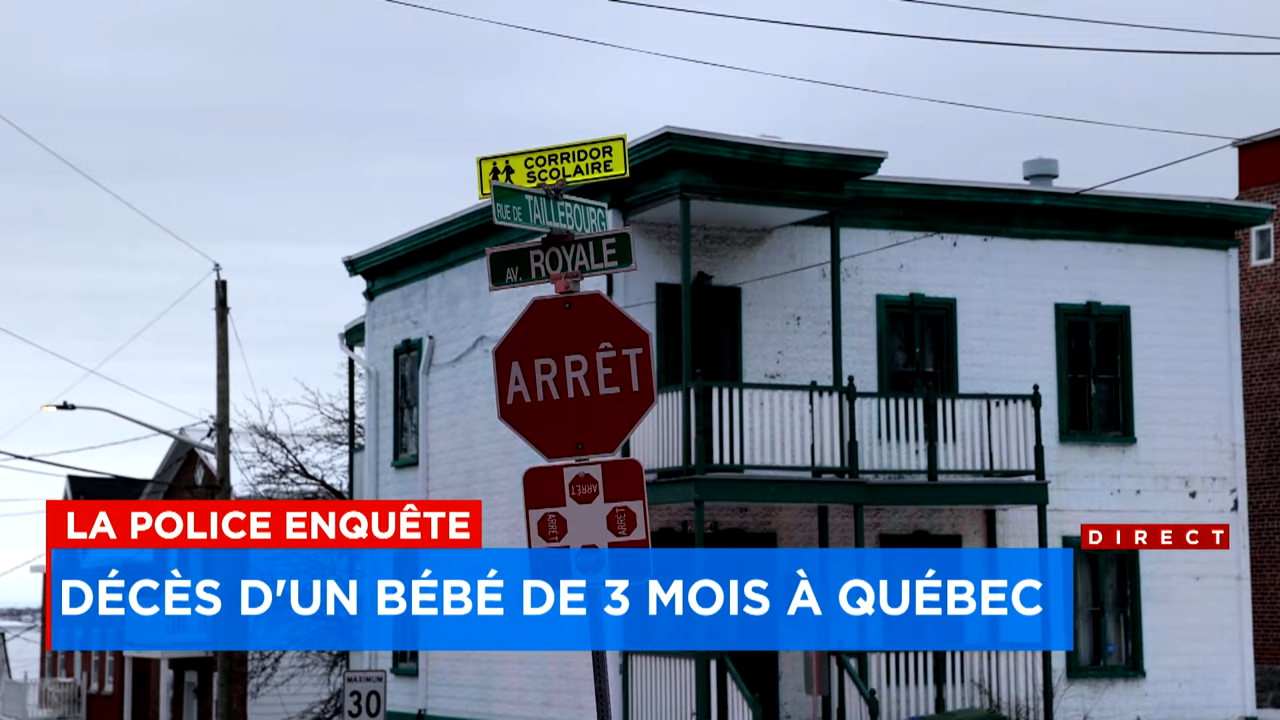 CORRIDOR
SCOLAIRE
RUE DE TAILLEBOURG
AV. ROYALE
ARRÊT
ARRÊT
ARRÊT
ARRÊT
LA POLICE ENQUÊTE
DIRECT
DÉCÈS D'UN BÉBÉ DE 3 MOIS À QUÉBEC
MAXIMUM
30